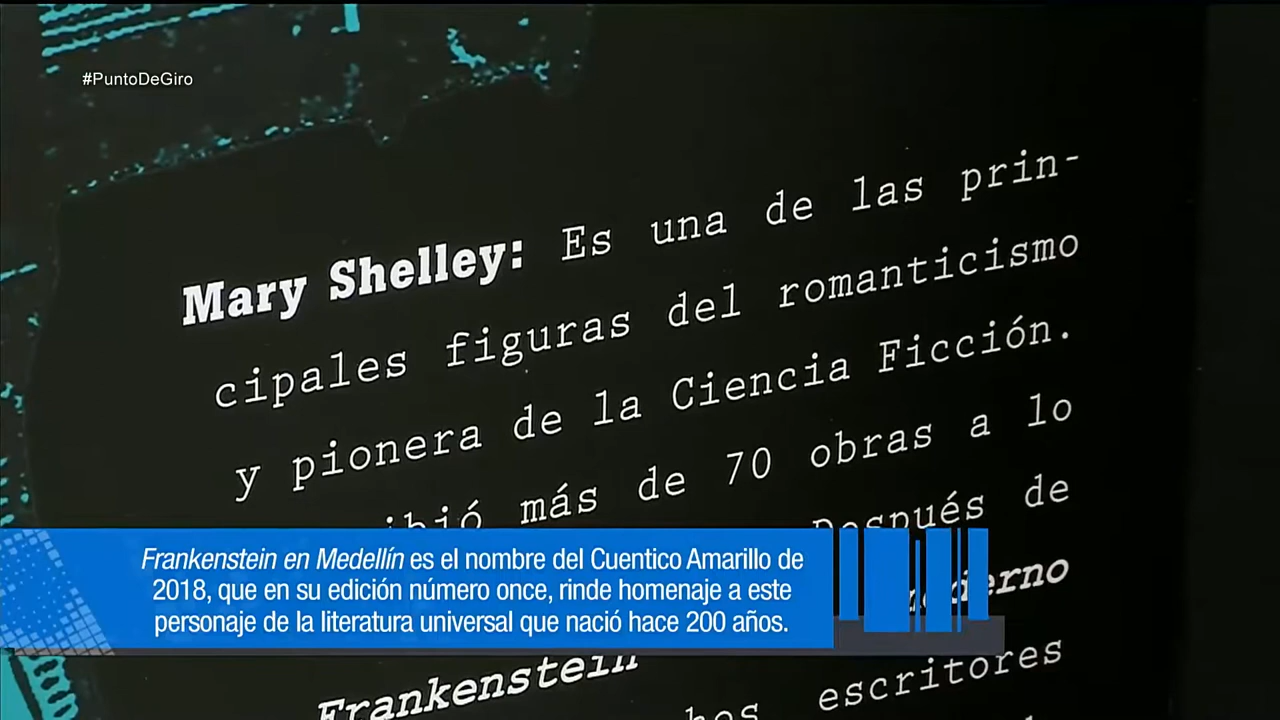 #PuntoDeGiro
Mary Shelley: Es una de las prin-
cipales figuras del romanticismo
y pionera de la Ciencia Ficción.
más de 70 obras a lo
Después de
Frankenstein en Medellín es el nombre del Cuentico Amarillo de
2018, que en su edición número once, rinde homenaje a este
personaje de la literatura universal que nació hace 200 años.
Frankenstein
escritores